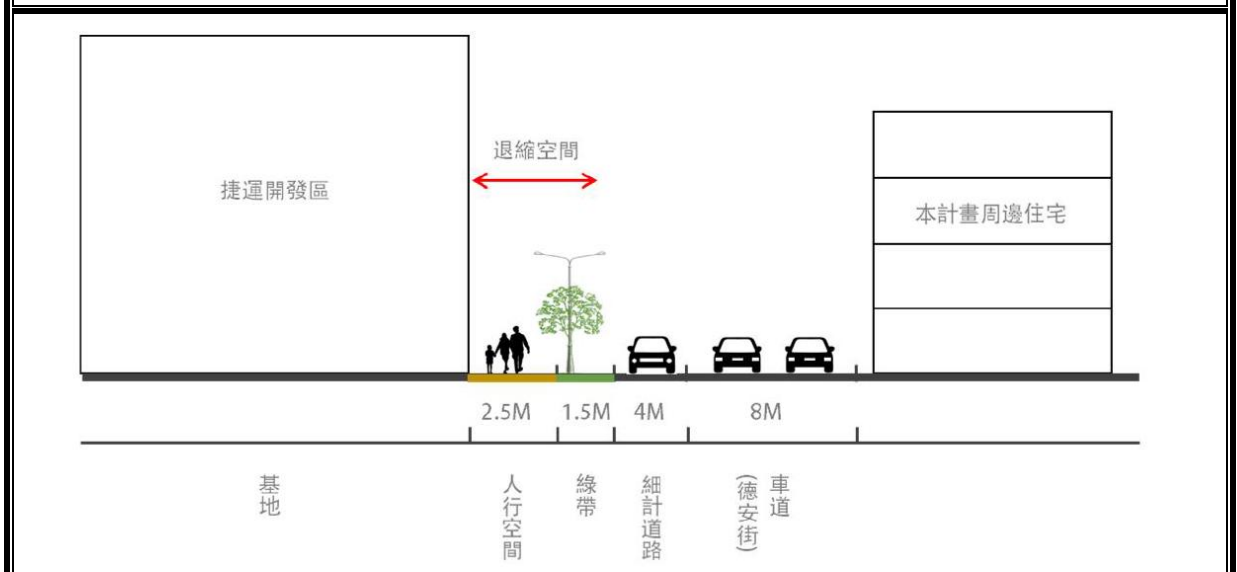 退縮空間
捷運開發區
本計畫周邊住宅
2.5M
1.5M
4M
8M
基地
人行空間
綠帶
細計道路
車道
(德安街)